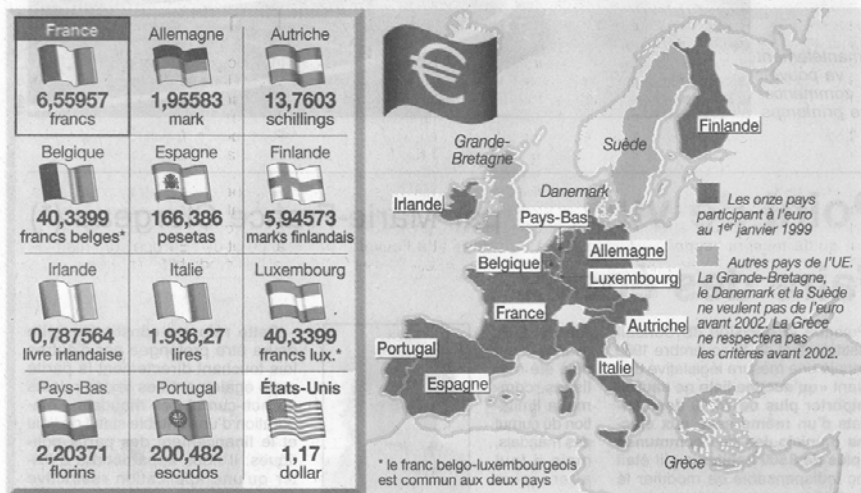 France
6,55957
francs
Allemagne
1,95583
mark
Autriche
13,7603
schillings
Belgique
40,3399
francs belges*
Espagne
166,386
pesetas
Finlande
5,94573
marks finlandais
Irlande
0,787564
livre irlandaise
Italie
1.936,27
lires
Luxembourg
40,3399
francs lux.*
Pays-Bas
2,20371
florins
Portugal
200,482
escudos
États-Unis
1,17
dollar
€
Finlande
Suède
Grande-
Bretagne
Irlande
Danemark
Pays-Bas
Allemagne
Belgique
Luxembourg
France
Autriche
Portugal
Italie
Espagne
Grèce
Les onze pays
participant à l'euro
au 1er janvier 1999
Autres pays de l'UE.
La Grande-Bretagne,
le Danemark et la Suède
ne veulent pas de l'euro
avant 2002. La Grèce
ne respectera pas
les critères avant 2002.
* le franc belgo-luxembourgeois
est commun aux deux pays